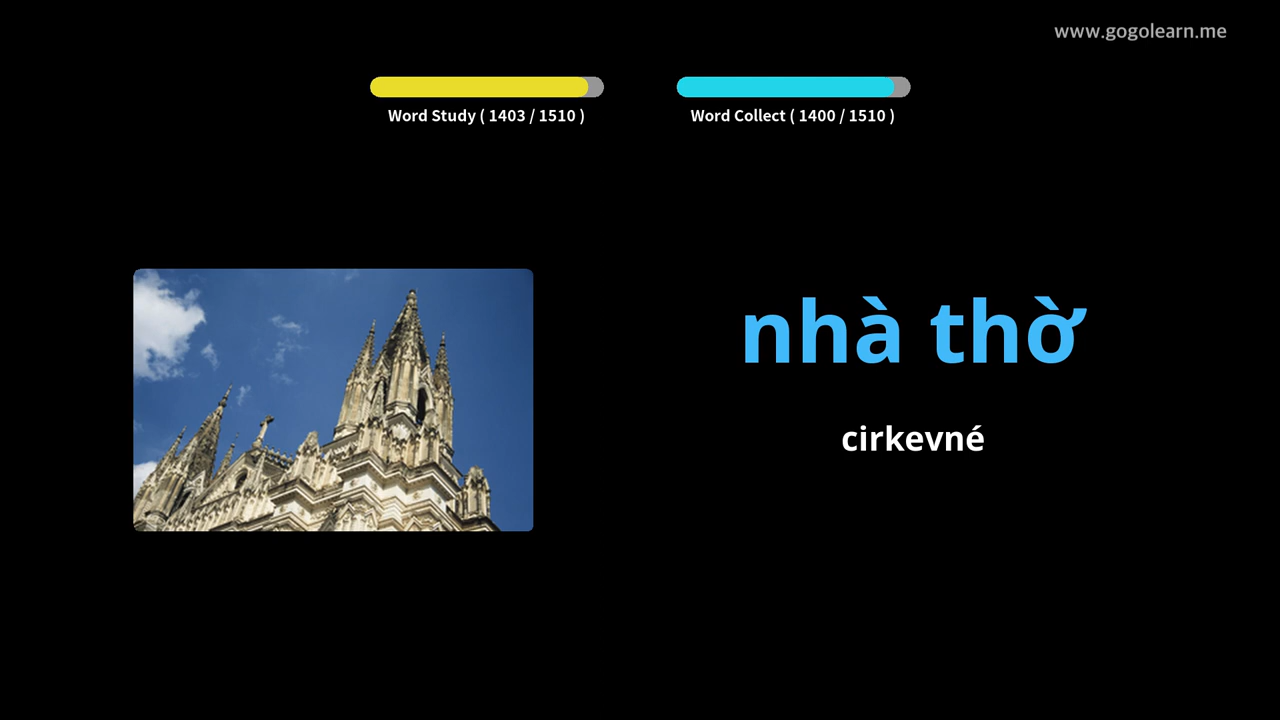 www.gogolearn.me
Word Study ( 1403 / 1510 )
Word Collect ( 1400 / 1510 )
nhà thờ
cirkevné